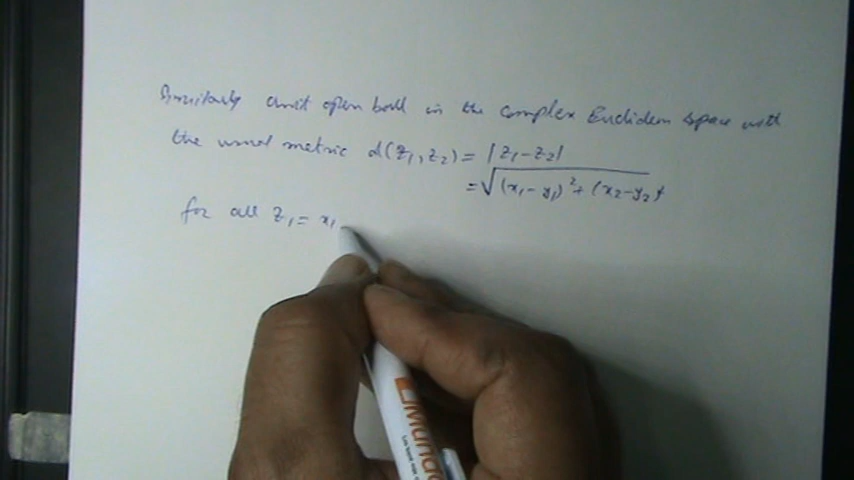 Similarly unit open ball in the complex Euclidean space with
the usual metric d(z₁, z₂) = |z₁ - z₂|
= √(x₁ - y₁)² + (x₂ - y₂)²
for all z₁ = x₁